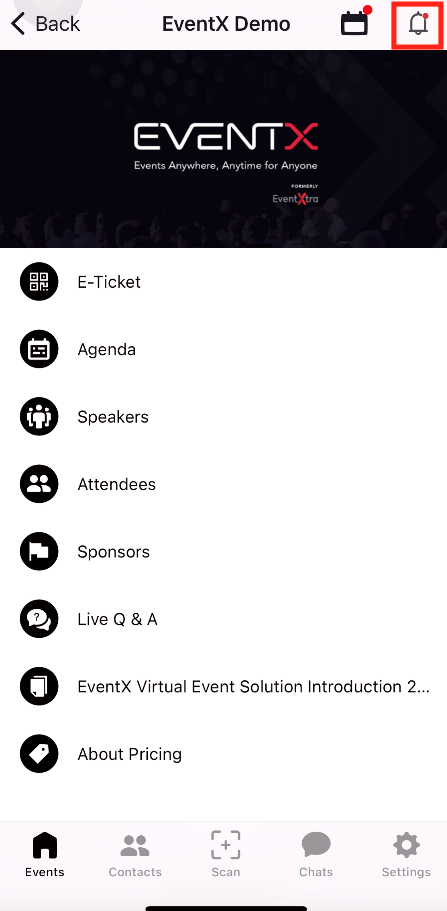 Back
EventX Demo
EVENTX
Events Anywhere, Anytime for Anyone
FORMERLY
EventXtra
E-Ticket
Agenda
Speakers
Attendees
Sponsors
?
Live Q & A
EventX Virtual Event Solution Introduction 2...
About Pricing
Events
Contacts
Scan
Chats
Settings